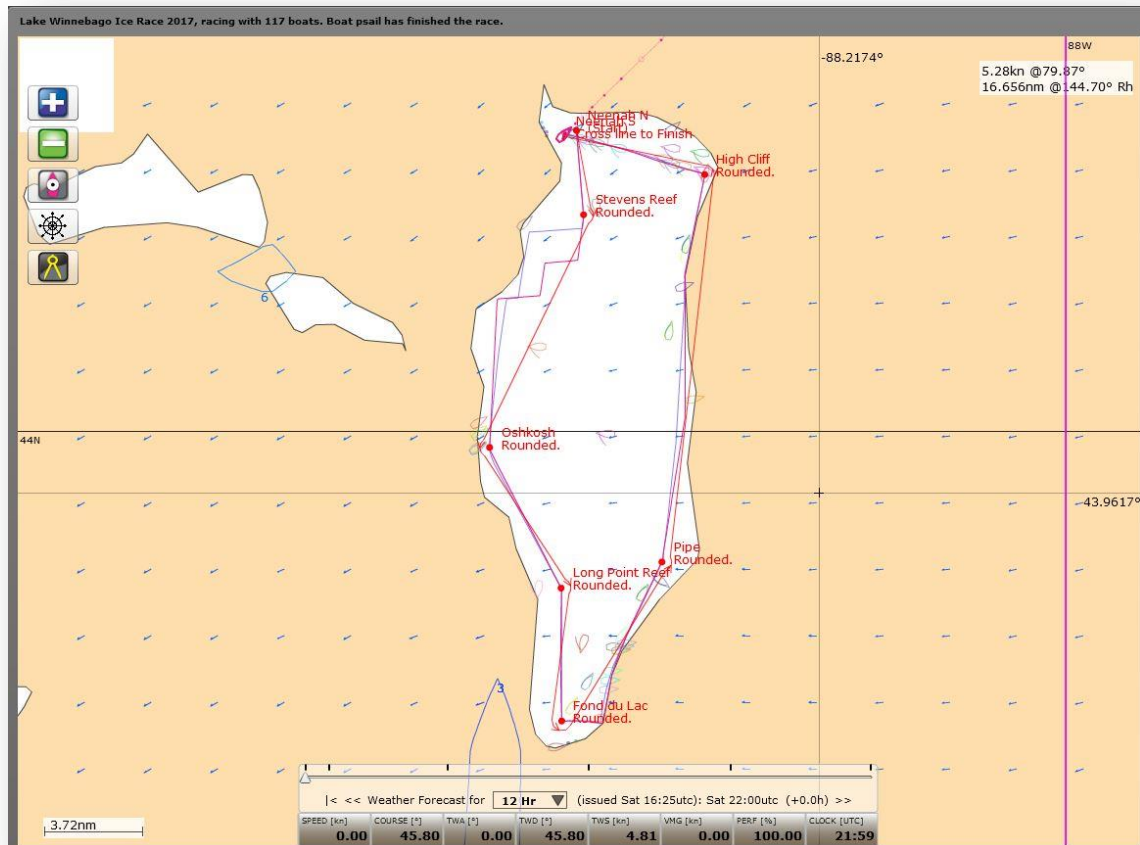 Lake Winnebago Ice Race 2017, racing with 117 boats. Boat psail has finished the race.
88W
-88.2174°
5.28kn @79.87°
16.656nm @144.70° Rh
Neenah N
Neenah S
(Start)
Cross line to Finish
High Cliff
Rounded.
Stevens Reef
Rounded.
6
44N
Oshkosh
Rounded.
43.9617°
Pipe
Rounded.
Long Point Reef
Rounded.
3
Fond du Lac
Rounded.
|< << Weather Forecast for 12 Hr (issued Sat 16:25utc): Sat 22:00utc (+0.0h) >>
3.72nm
SPEED [kn] COURSE [°] TWA [°] TWD [°] TWS [kn] VMG [kn] PERF [%] CLOCK [UTC]
0.00 45.80 0.00 45.80 4.81 0.00 100.00 21:59